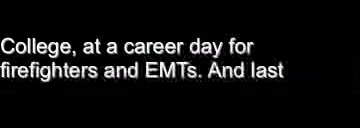 College, at a career day for
firefighters and EMTs. And last